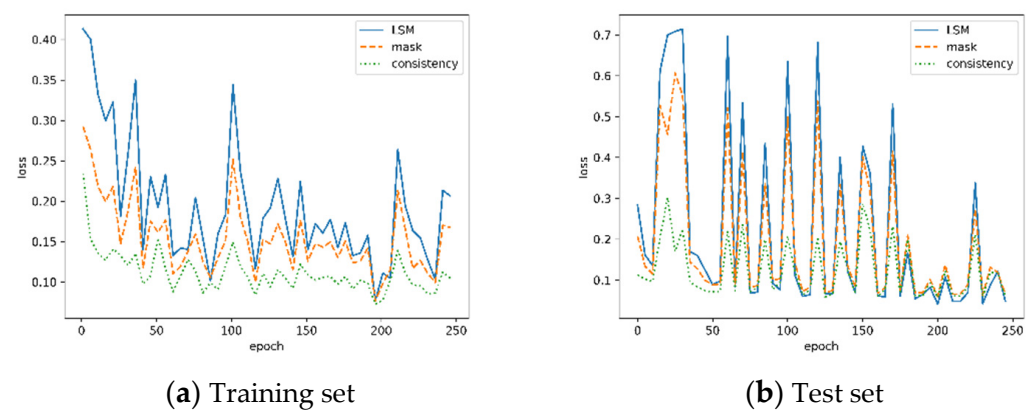 LSM
mask
consistency
0.40
0.35
0.30
0.25
0.20
0.15
0.10
loss
0 50 100 150 200 250
epoch
(a) Training set
LSM
mask
consistency
0.7
0.6
0.5
0.4
0.3
0.2
0.1
loss
0 50 100 150 200 250
epoch
(b) Test set